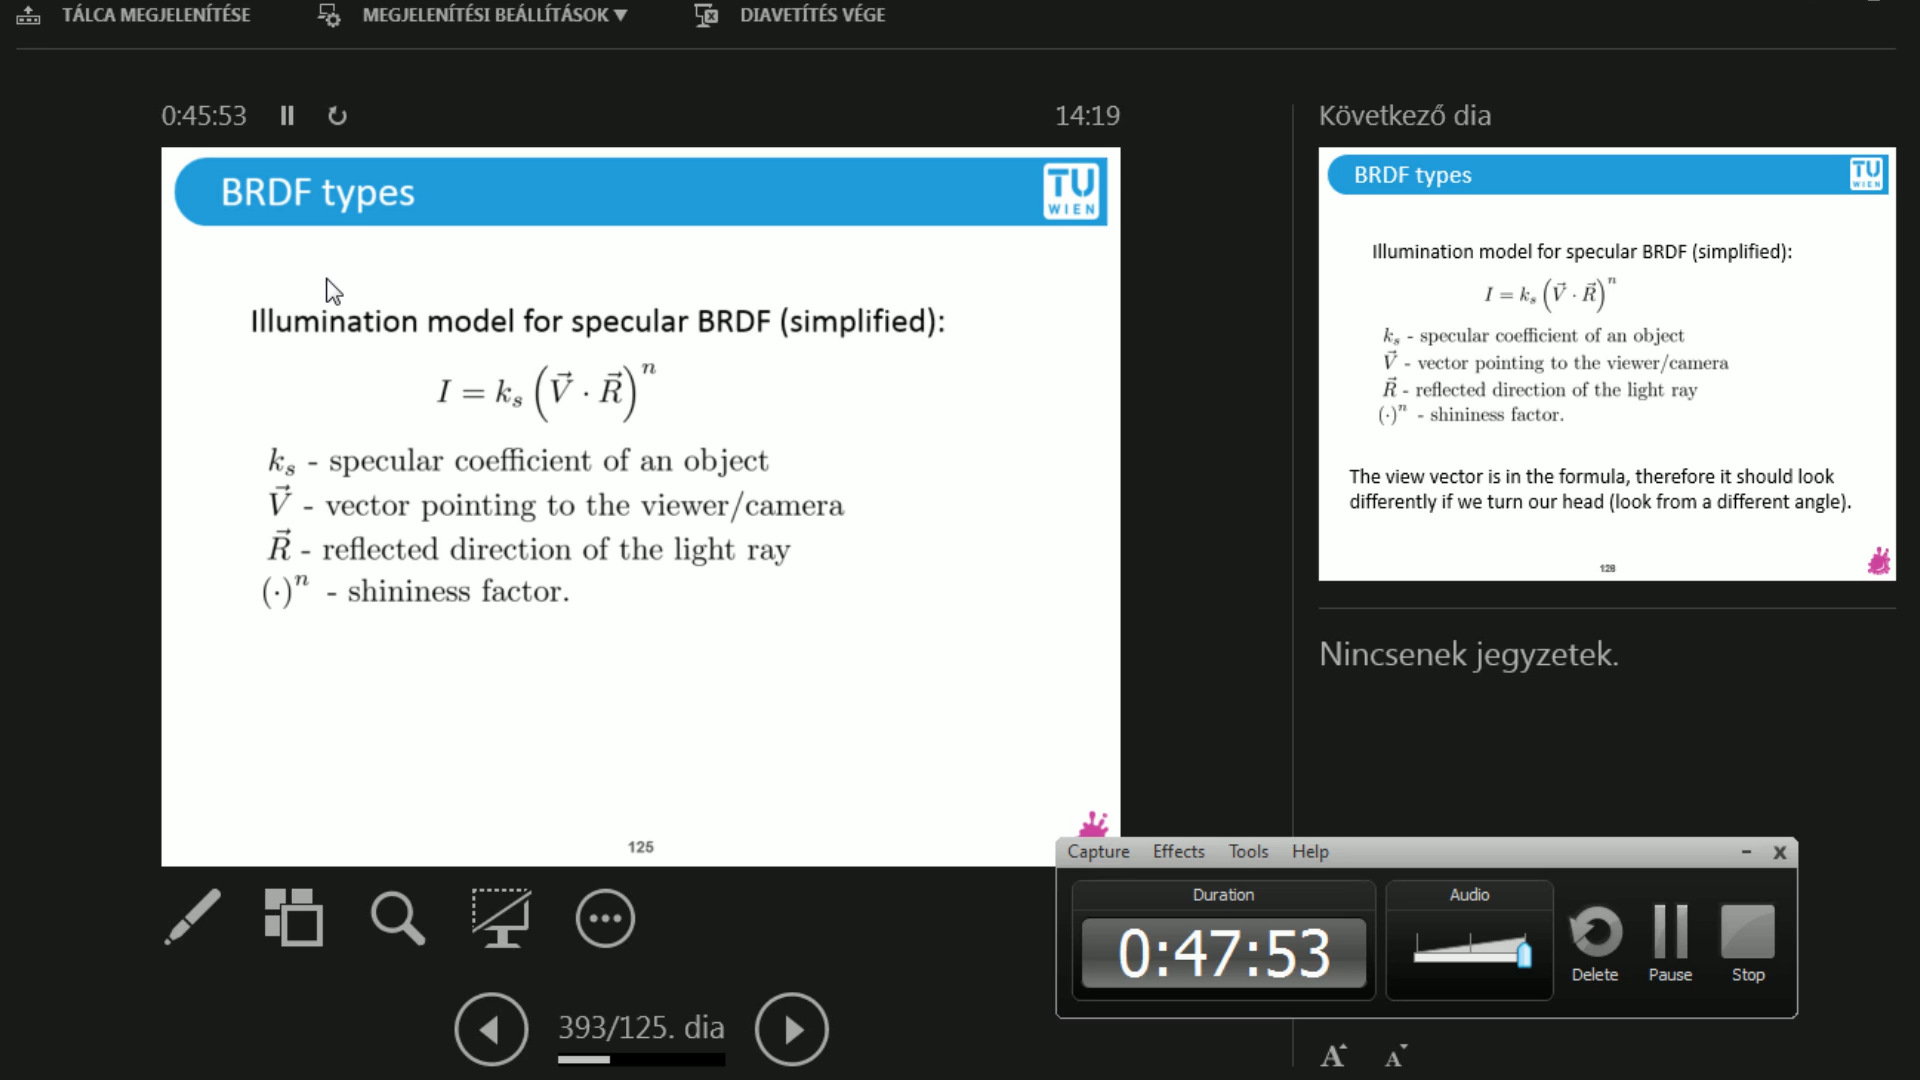 TÁLCA MEGJELENÍTÉSE
MEGJELENÍTÉSI BEÁLLÍTÁSOK ▼
DIAVETÍTÉS VÉGE
0:45:53
14:19
BRDF types
TU
WIEN
Illumination model for specular BRDF (simplified):
I = k_s (V⃗ · R⃗)^n
k_s - specular coefficient of an object
V⃗ - vector pointing to the viewer/camera
R⃗ - reflected direction of the light ray
(·)^n - shininess factor.
125
Következő dia
BRDF types
TU
WIEN
Illumination model for specular BRDF (simplified):
I = k_s (V⃗ · R⃗)^n
k_s - specular coefficient of an object
V⃗ - vector pointing to the viewer/camera
R⃗ - reflected direction of the light ray
(·)^n - shininess factor.
The view vector is in the formula, therefore it should look
differently if we turn our head (look from a different angle).
126
Nincsenek jegyzetek.
Capture Effects Tools Help
Duration
0:47:53
Audio
Delete
Pause
Stop
393/125. dia
A A